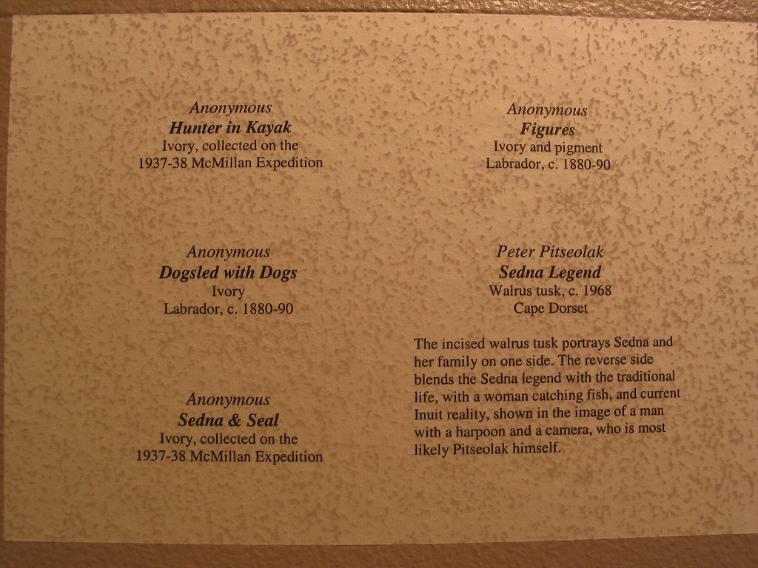 Anonymous
Hunter in Kayak
Ivory, collected on the
1937-38 McMillan Expedition
Anonymous
Dogsled with Dogs
Ivory
Labrador, c. 1880-90
Anonymous
Sedna & Seal
Ivory, collected on the
1937-38 McMillan Expedition
Anonymous
Figures
Ivory and pigment
Labrador, c. 1880-90
Peter Pitseolak
Sedna Legend
Walrus tusk, c. 1968
Cape Dorset
The incised walrus tusk portrays Sedna and
her family on one side. The reverse side
blends the Sedna legend with the traditional
life, with a woman catching fish, and current
Inuit reality, shown in the image of a man
with a harpoon and a camera, who is most
likely Pitseolak himself.